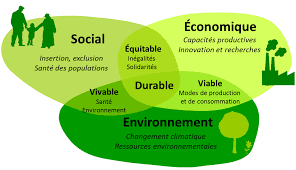 Social
Insertion, exclusion
Santé des populations
Économique
Capacités productives
Innovation et recherches
Équitable
Inégalités
Solidarités
Durable
Vivable
Santé
Environnement
Viable
Modes de production
et de consommation
Environnement
Changement climatique
Ressources environnementales